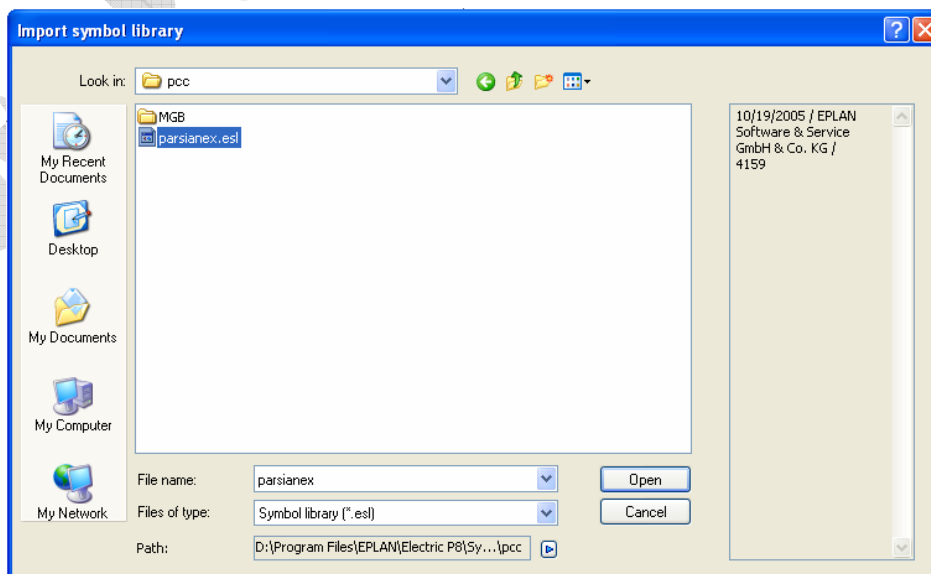 Import symbol library
Look in:
pcc
MGB
parsianex.esl
10/19/2005 / EPLAN
Software & Service
GmbH & Co. KG /
4159
My Recent
Documents
Desktop
My Documents
My Computer
My Network
File name:
parsianex
Open
Files of type:
Symbol library (*.esl)
Cancel
Path:
D:\Program Files\EPLAN\Electric P8\Sy...\pcc